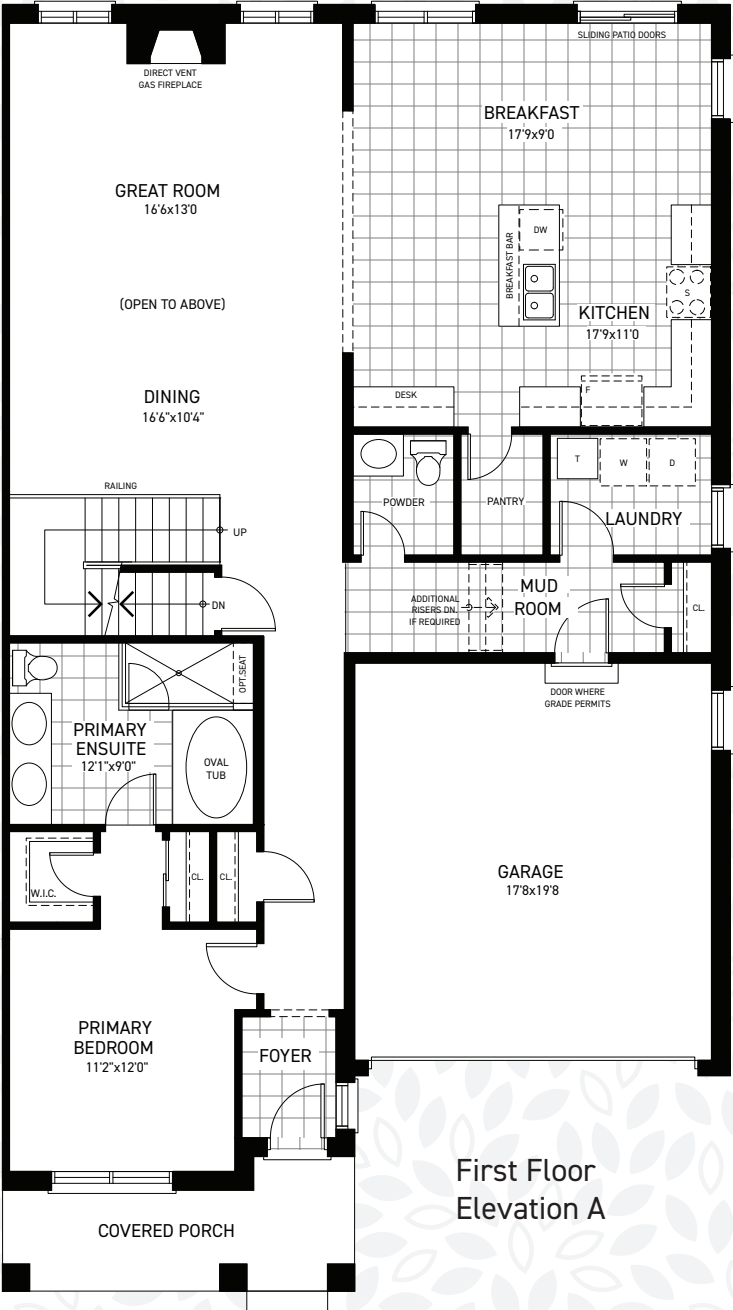 SLIDING PATIO DOORS
DIRECT VENT
GAS FIREPLACE
BREAKFAST
17'9x9'0
GREAT ROOM
16'6x13'0
DW
BREAKFAST BAR
S
(OPEN TO ABOVE)
KITCHEN
17'9x11'0
F
DESK
DINING
16'6"x10'4"
T
W
D
RAILING
POWDER
PANTRY
LAUNDRY
UP
DN
ADDITIONAL
RISERS DN.
IF REQUIRED
MUD
ROOM
CL.
OPT.SEAT
DOOR WHERE
GRADE PERMITS
PRIMARY
ENSUITE
12'1"x9'0"
OVAL
TUB
W.I.C.
CL.
CL.
GARAGE
17'8x19'8
PRIMARY
BEDROOM
11'2"x12'0"
FOYER
First Floor
Elevation A
COVERED PORCH